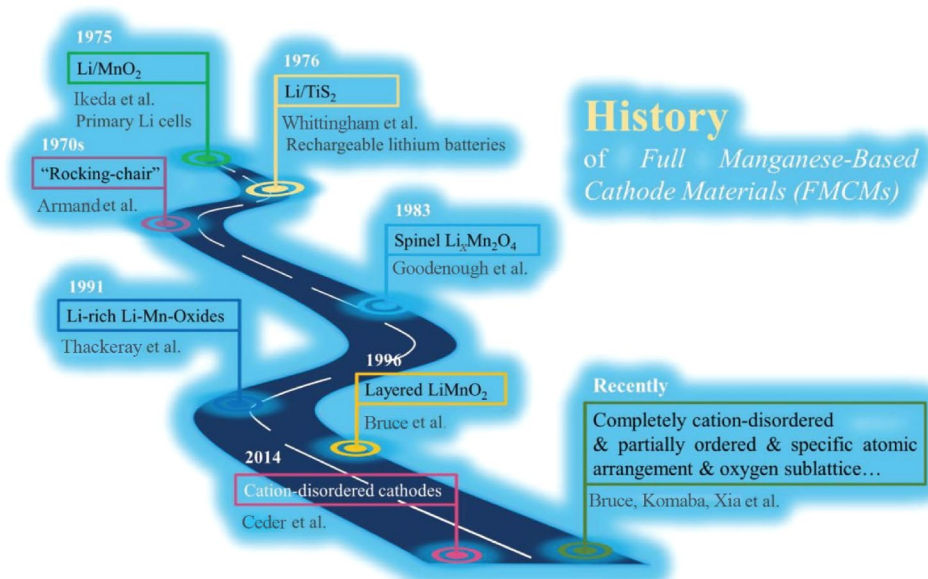 1975
Li/MnO₂
Ikeda et al.
Primary Li cells
1976
Li/TiS₂
Whittingham et al.
Rechargeable lithium batteries
History
of Full Manganese-Based
Cathode Materials (FMCMs)
1970s
“Rocking-chair”
Armand et al.
1983
Spinel LiₓMn₂O₄
Goodenough et al.
1991
Li-rich Li-Mn-Oxides
Thackeray et al.
1996
Layered LiMnO₂
Bruce et al.
Recently
Completely cation-disordered
& partially ordered & specific atomic
arrangement & oxygen sublattice…
Bruce, Komaba, Xia et al.
2014
Cation-disordered cathodes
Ceder et al.